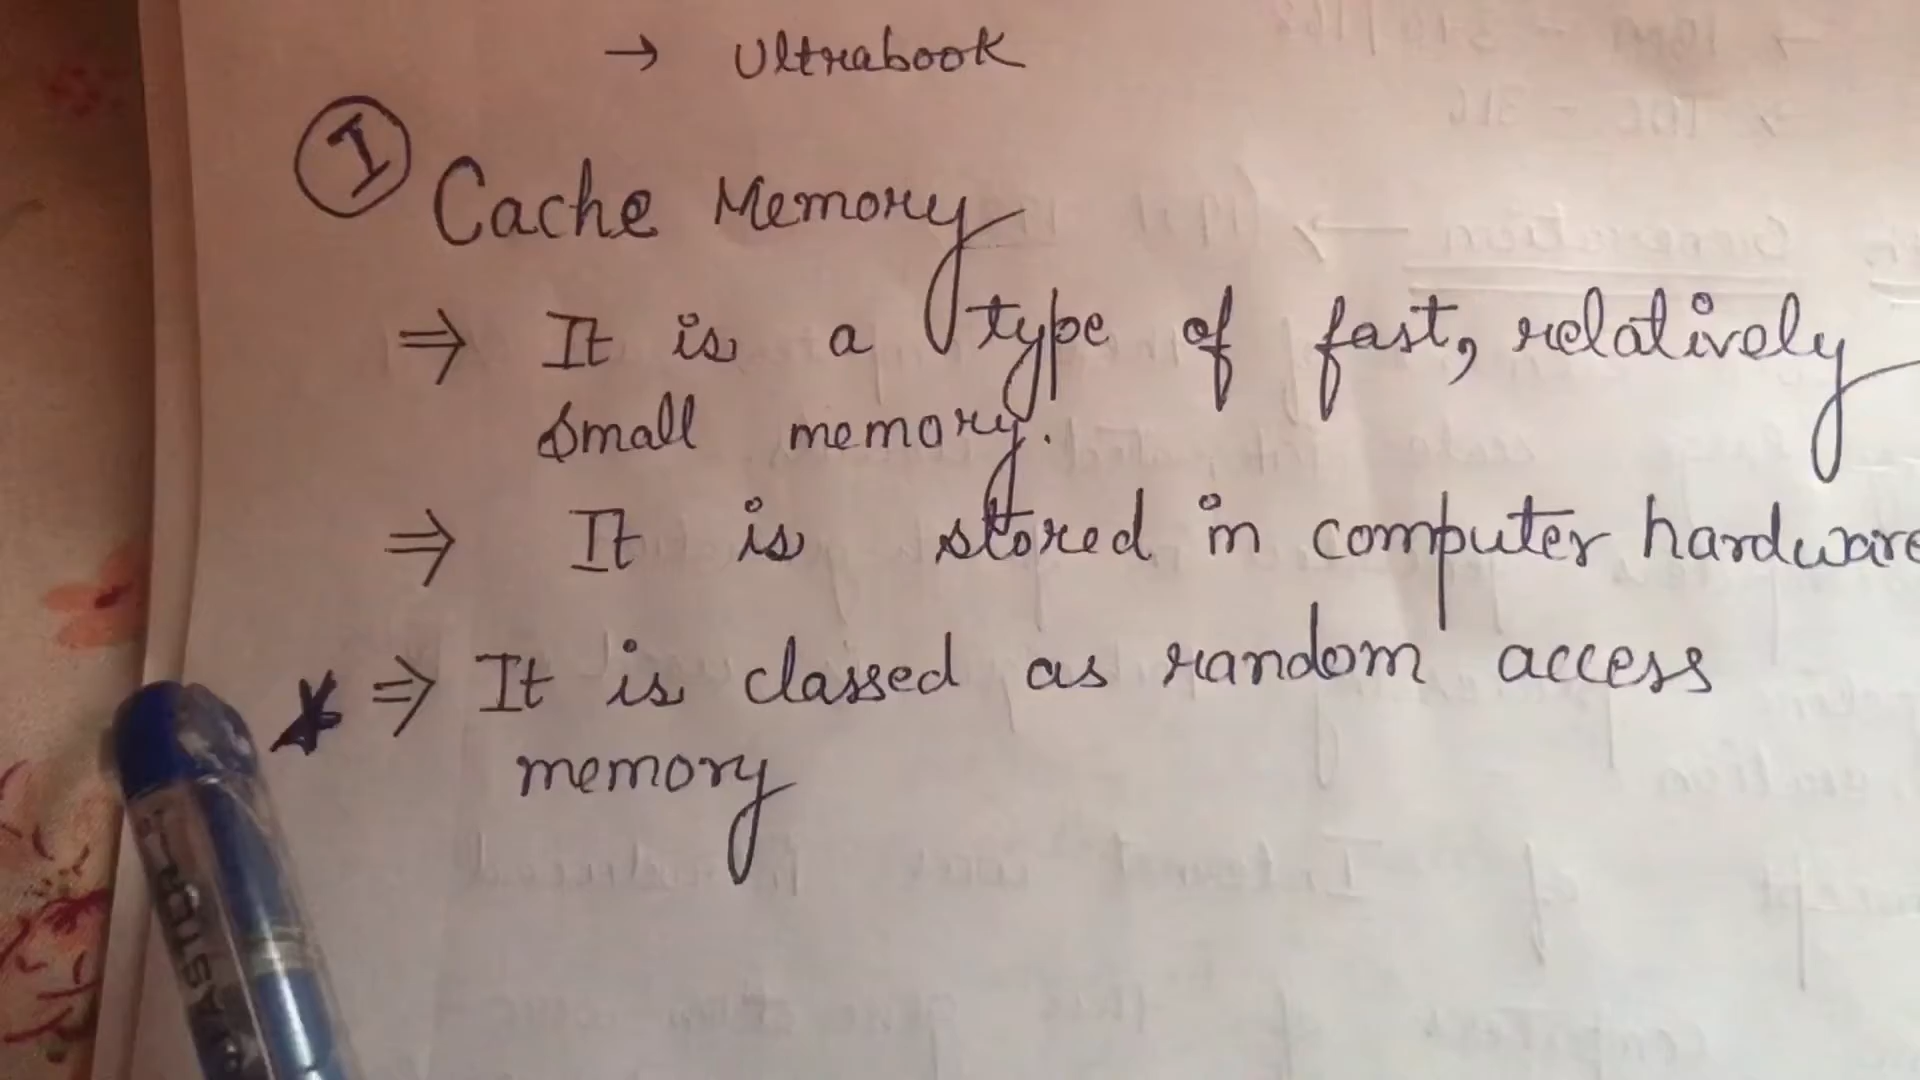 → Ultrabook
I Cache Memory
⇒ It is a type of fast, relatively
small memory.
⇒ It is stored in computer hardware
⇒ It is classed as random access
memory